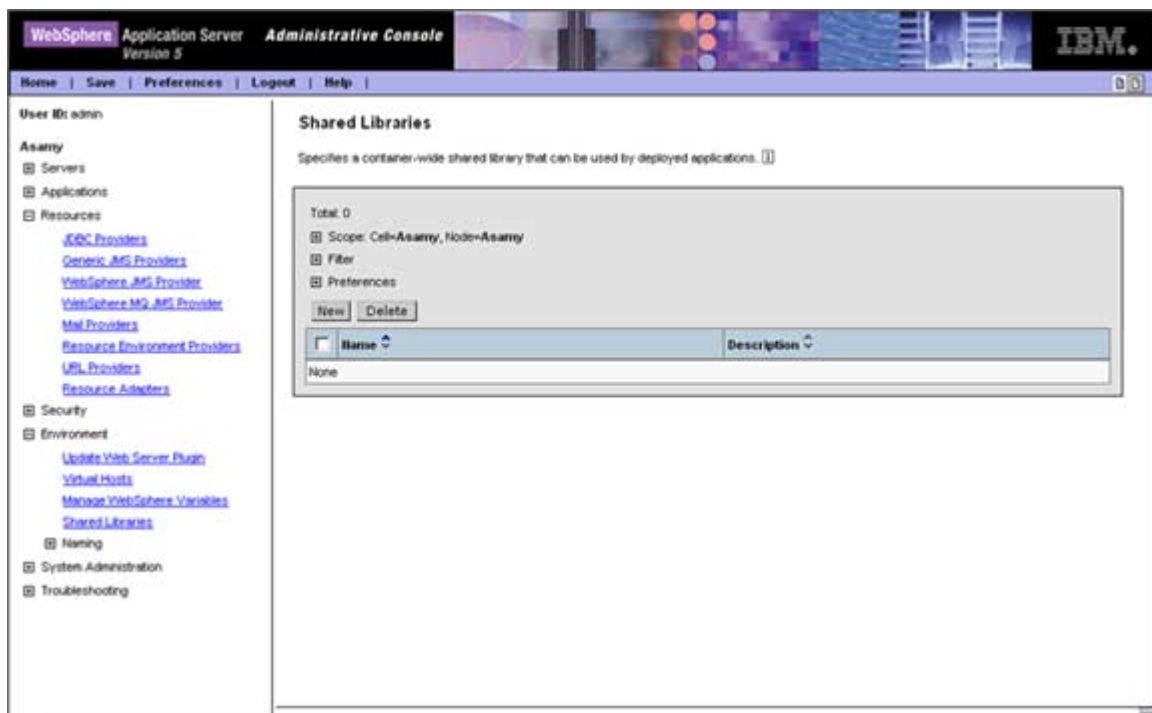 WebSphere Application Server Administrative Console
Version 5
IBM.
Home | Save | Preferences | Logout | Help |
User ID: admin
Asamy
Servers
Applications
Resources
JDBC Providers
Generic JMS Providers
WebSphere JMS Provider
WebSphere MQ JMS Provider
Mail Providers
Resource Environment Providers
URL Providers
Resource Adapters
Security
Environment
Update Web Server Plugin
Virtual Hosts
Manage WebSphere Variables
Shared Libraries
Naming
System Administration
Troubleshooting
Shared Libraries
Specifies a container-wide shared library that can be used by deployed applications. i
Total: 0
Scope: Cell=Asamy, Node=Asamy
Filter
Preferences
New Delete
Name Description
None